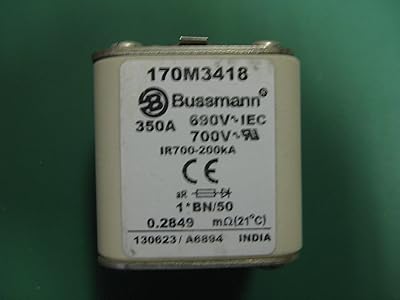 170M3418
Bussmann®
350A 690V~IEC
700V~
IR700-200kA
CE
aR
1*BN/50
0.2849 mΩ(21°C)
130623/A6894 INDIA